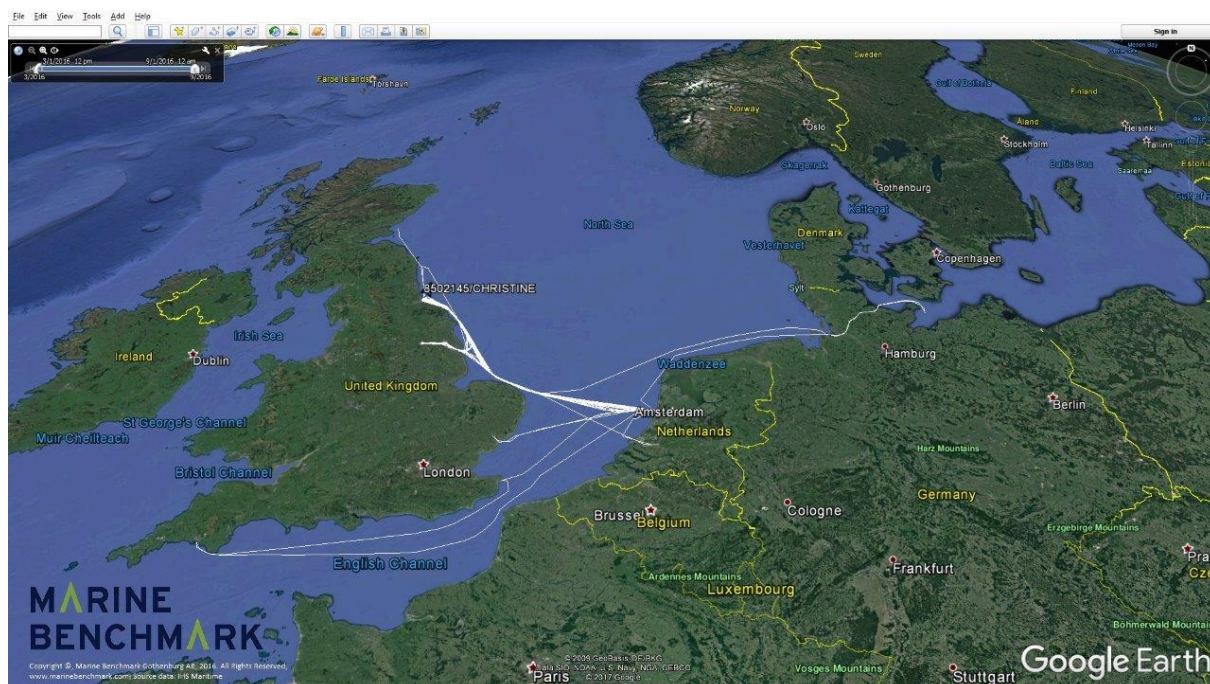 File Edit View Tools Add Help
Sign in
3/1/2016, 12 pm 9/1/2016, 12 am
3/2016 9/2016
Faroe Islands
Tórshavn
Sweden
Norway
Oslo
Gulf of Bothnia
Finland
Åland
Helsinki
Stockholm
Tallinn
Baltic Sea
Estonia
Saaremaa
Skagerrak
Gothenburg
Kattegat
North Sea
Vesterhavet
Denmark
Copenhagen
Sylt
8502145/CHRISTINE
Irish Sea
Ireland
Dublin
United Kingdom
Waddenzee
Hamburg
St George's Channel
Muir Cheilteach
Amsterdam
Netherlands
Berlin
Bristol Channel
London
Harz Mountains
Germany
Brussel
Belgium
Cologne
Erzgebirge Mountains
English Channel
Ardennes Mountains
Luxembourg
Frankfurt
MARINE
BENCHMARK
Copyright ©, Marine Benchmark Gothenburg AB, 2016. All Rights Reserved,
www.marinebenchmark.com; Source data: IHS Maritime
© 2009 GeoBasis-DE/BKG
Data SIO, NOAA, U.S. Navy, NGA, GEBCO
© 2017 Google
Paris
Vosges Mountains
Stuttgart
Google Earth